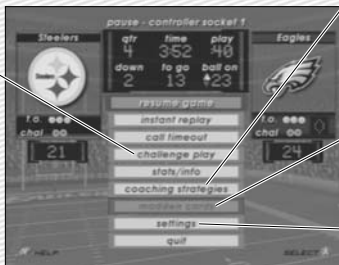 pause - controller socket 1
Steelers
Eagles
qtr time play
4 3:52 :40
down to go ball on
2 13 23
Steelers
resume game
instant replay
call timeout
challenge play
stats/info
coaching strategies
madden cards
settings
quit
t.o.
chal
21
t.o.
chal 0
24
HELP
SELECT